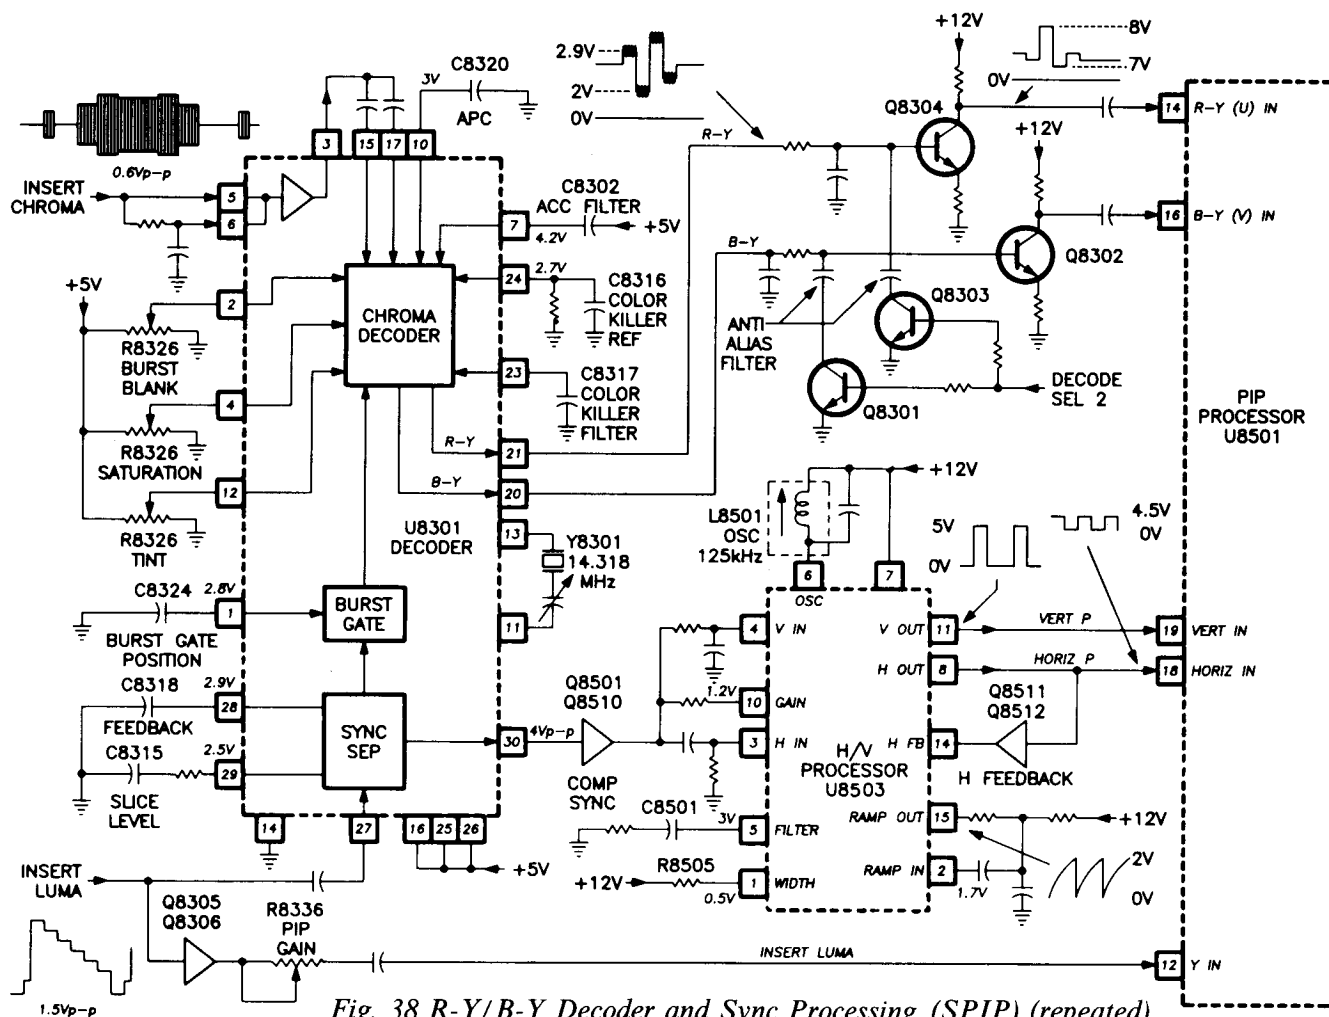 +12V
8V
7V
0V
2.9V
2V
0V
C8320
3V
APC
Q8304
+12V
14 R-Y (U) IN
3
15
17
10
R-Y
0.6Vp-p
INSERT
CHROMA
5
6
C8302
ACC FILTER
7
4.2V
+5V
16 B-Y (V) IN
B-Y
Q8302
+5V
2
24
2.7V
C8316
COLOR
KILLER
REF
CHROMA
DECODER
Q8303
ANTI
ALIAS
FILTER
R8326
BURST
BLANK
23
C8317
COLOR
KILLER
FILTER
DECODE
SEL 2
Q8301
PIP
PROCESSOR
U8501
4
R8326
SATURATION
R-Y
21
B-Y
20
12
R8326
TINT
U8301
DECODER
13
Y8301
14.318
MHz
11
+12V
L8501
OSC
125kHz
6
7
OSC
5V
0V
4.5V
0V
C8324
2.8V
1
BURST GATE
POSITION
BURST
GATE
4 V IN
V OUT 11
VERT P
19 VERT IN
H OUT 8
HORIZ P
18 HORIZ IN
C8318
2.9V
28
FEEDBACK
Q8501
Q8510
1.2V
10 GAIN
Q8511
Q8512
SYNC
SEP
30
4Vp-p
3 H IN
H FB 14
H FEEDBACK
C8315
2.5V
29
SLICE
LEVEL
COMP
SYNC
H/V
PROCESSOR
U8503
C8501
3V
5 FILTER
RAMP OUT 15
+12V
14
27
16
25
26
+5V
R8505
+12V
0.5V
1 WIDTH
RAMP IN 2
1.7V
2V
0V
INSERT
LUMA
Q8305
Q8306
R8336
PIP
GAIN
INSERT LUMA
12 Y IN
1.5Vp-p
Fig. 38 R-Y/B-Y Decoder and Sync Processing (SPIP) (repeated)